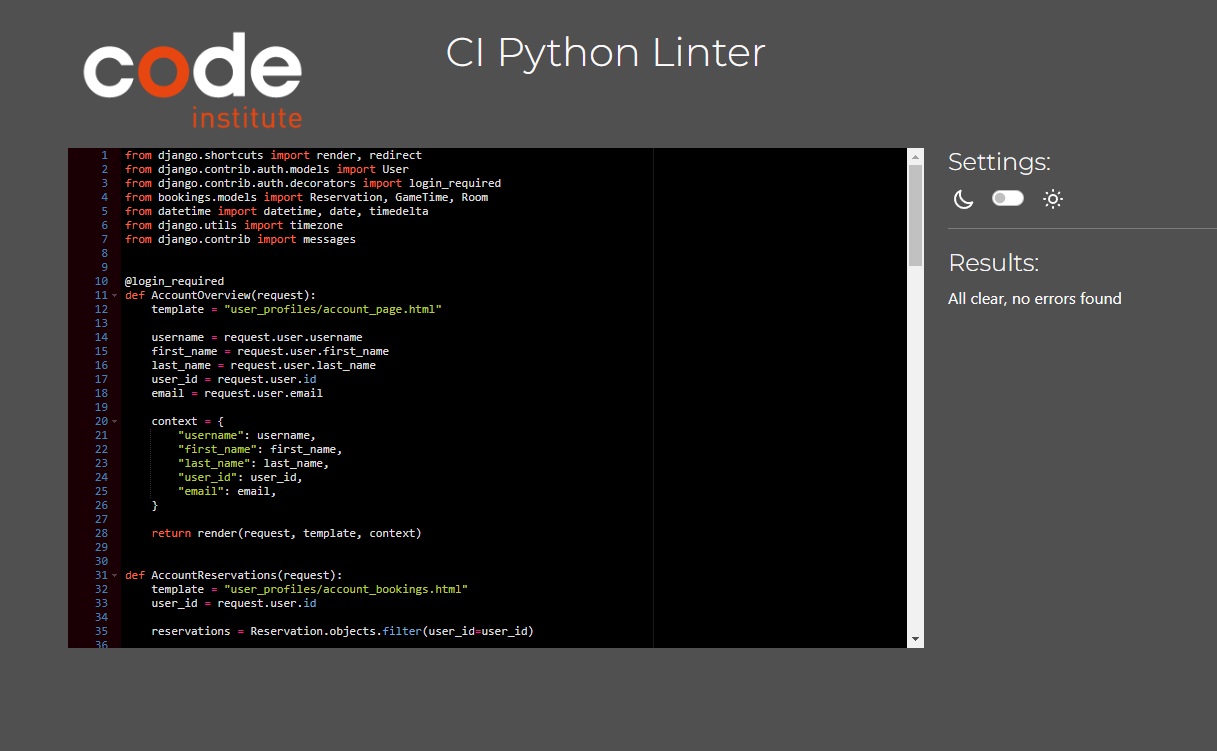 code
institute
CI Python Linter
1 from django.shortcuts import render, redirect
2 from django.contrib.auth.models import User
3 from django.contrib.auth.decorators import login_required
4 from bookings.models import Reservation, GameTime, Room
5 from datetime import datetime, date, timedelta
6 from django.utils import timezone
7 from django.contrib import messages
8
9
10 @login_required
11 def AccountOverview(request):
12     template = "user_profiles/account_page.html"
13
14     username = request.user.username
15     first_name = request.user.first_name
16     last_name = request.user.last_name
17     user_id = request.user.id
18     email = request.user.email
19
20     context = {
21         "username": username,
22         "first_name": first_name,
23         "last_name": last_name,
24         "user_id": user_id,
25         "email": email,
26     }
27
28     return render(request, template, context)
29
30
31 def AccountReservations(request):
32     template = "user_profiles/account_bookings.html"
33     user_id = request.user.id
34
35     reservations = Reservation.objects.filter(user_id=user_id)
36
Settings:
Results:
All clear, no errors found